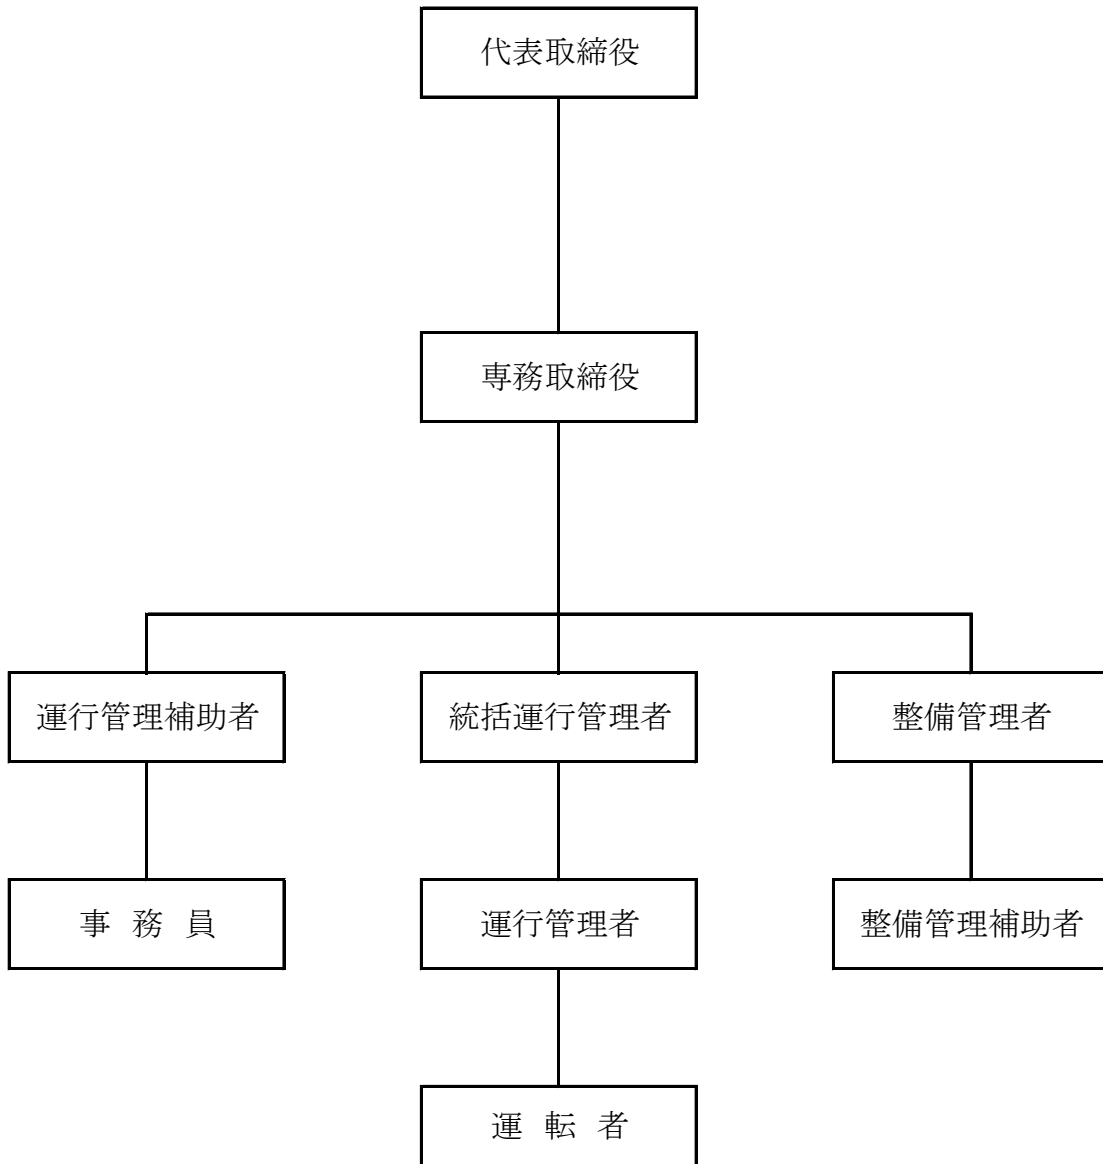 代表取締役
専務取締役
運行管理補助者
統括運行管理者
整備管理者
事 務 員
運行管理者
整備管理補助者
運 転 者